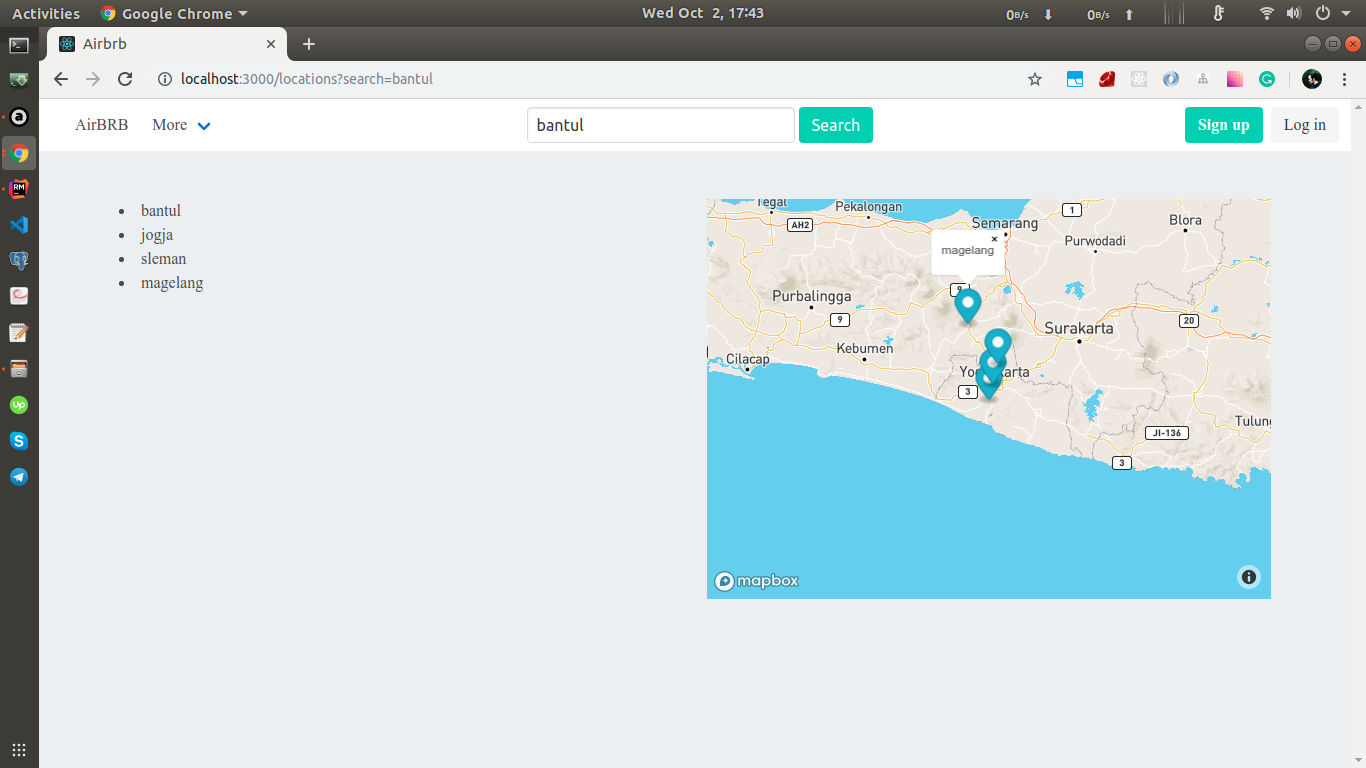 Activities Google Chrome Wed Oct 2, 17:43 0B/s 0B/s
Airbrb
localhost:3000/locations?search=bantul
AirBRB More bantul Search Sign up Log in
bantul
jogja
sleman
magelang
Tegal
Pekalongan
AH2
1
Semarang
Blora
Purwodadi
magelang
×
Purbalingga
9
9
20
Surakarta
Kebumen
Cilacap
3
JI-136
Tulung
3
mapbox
RM
up